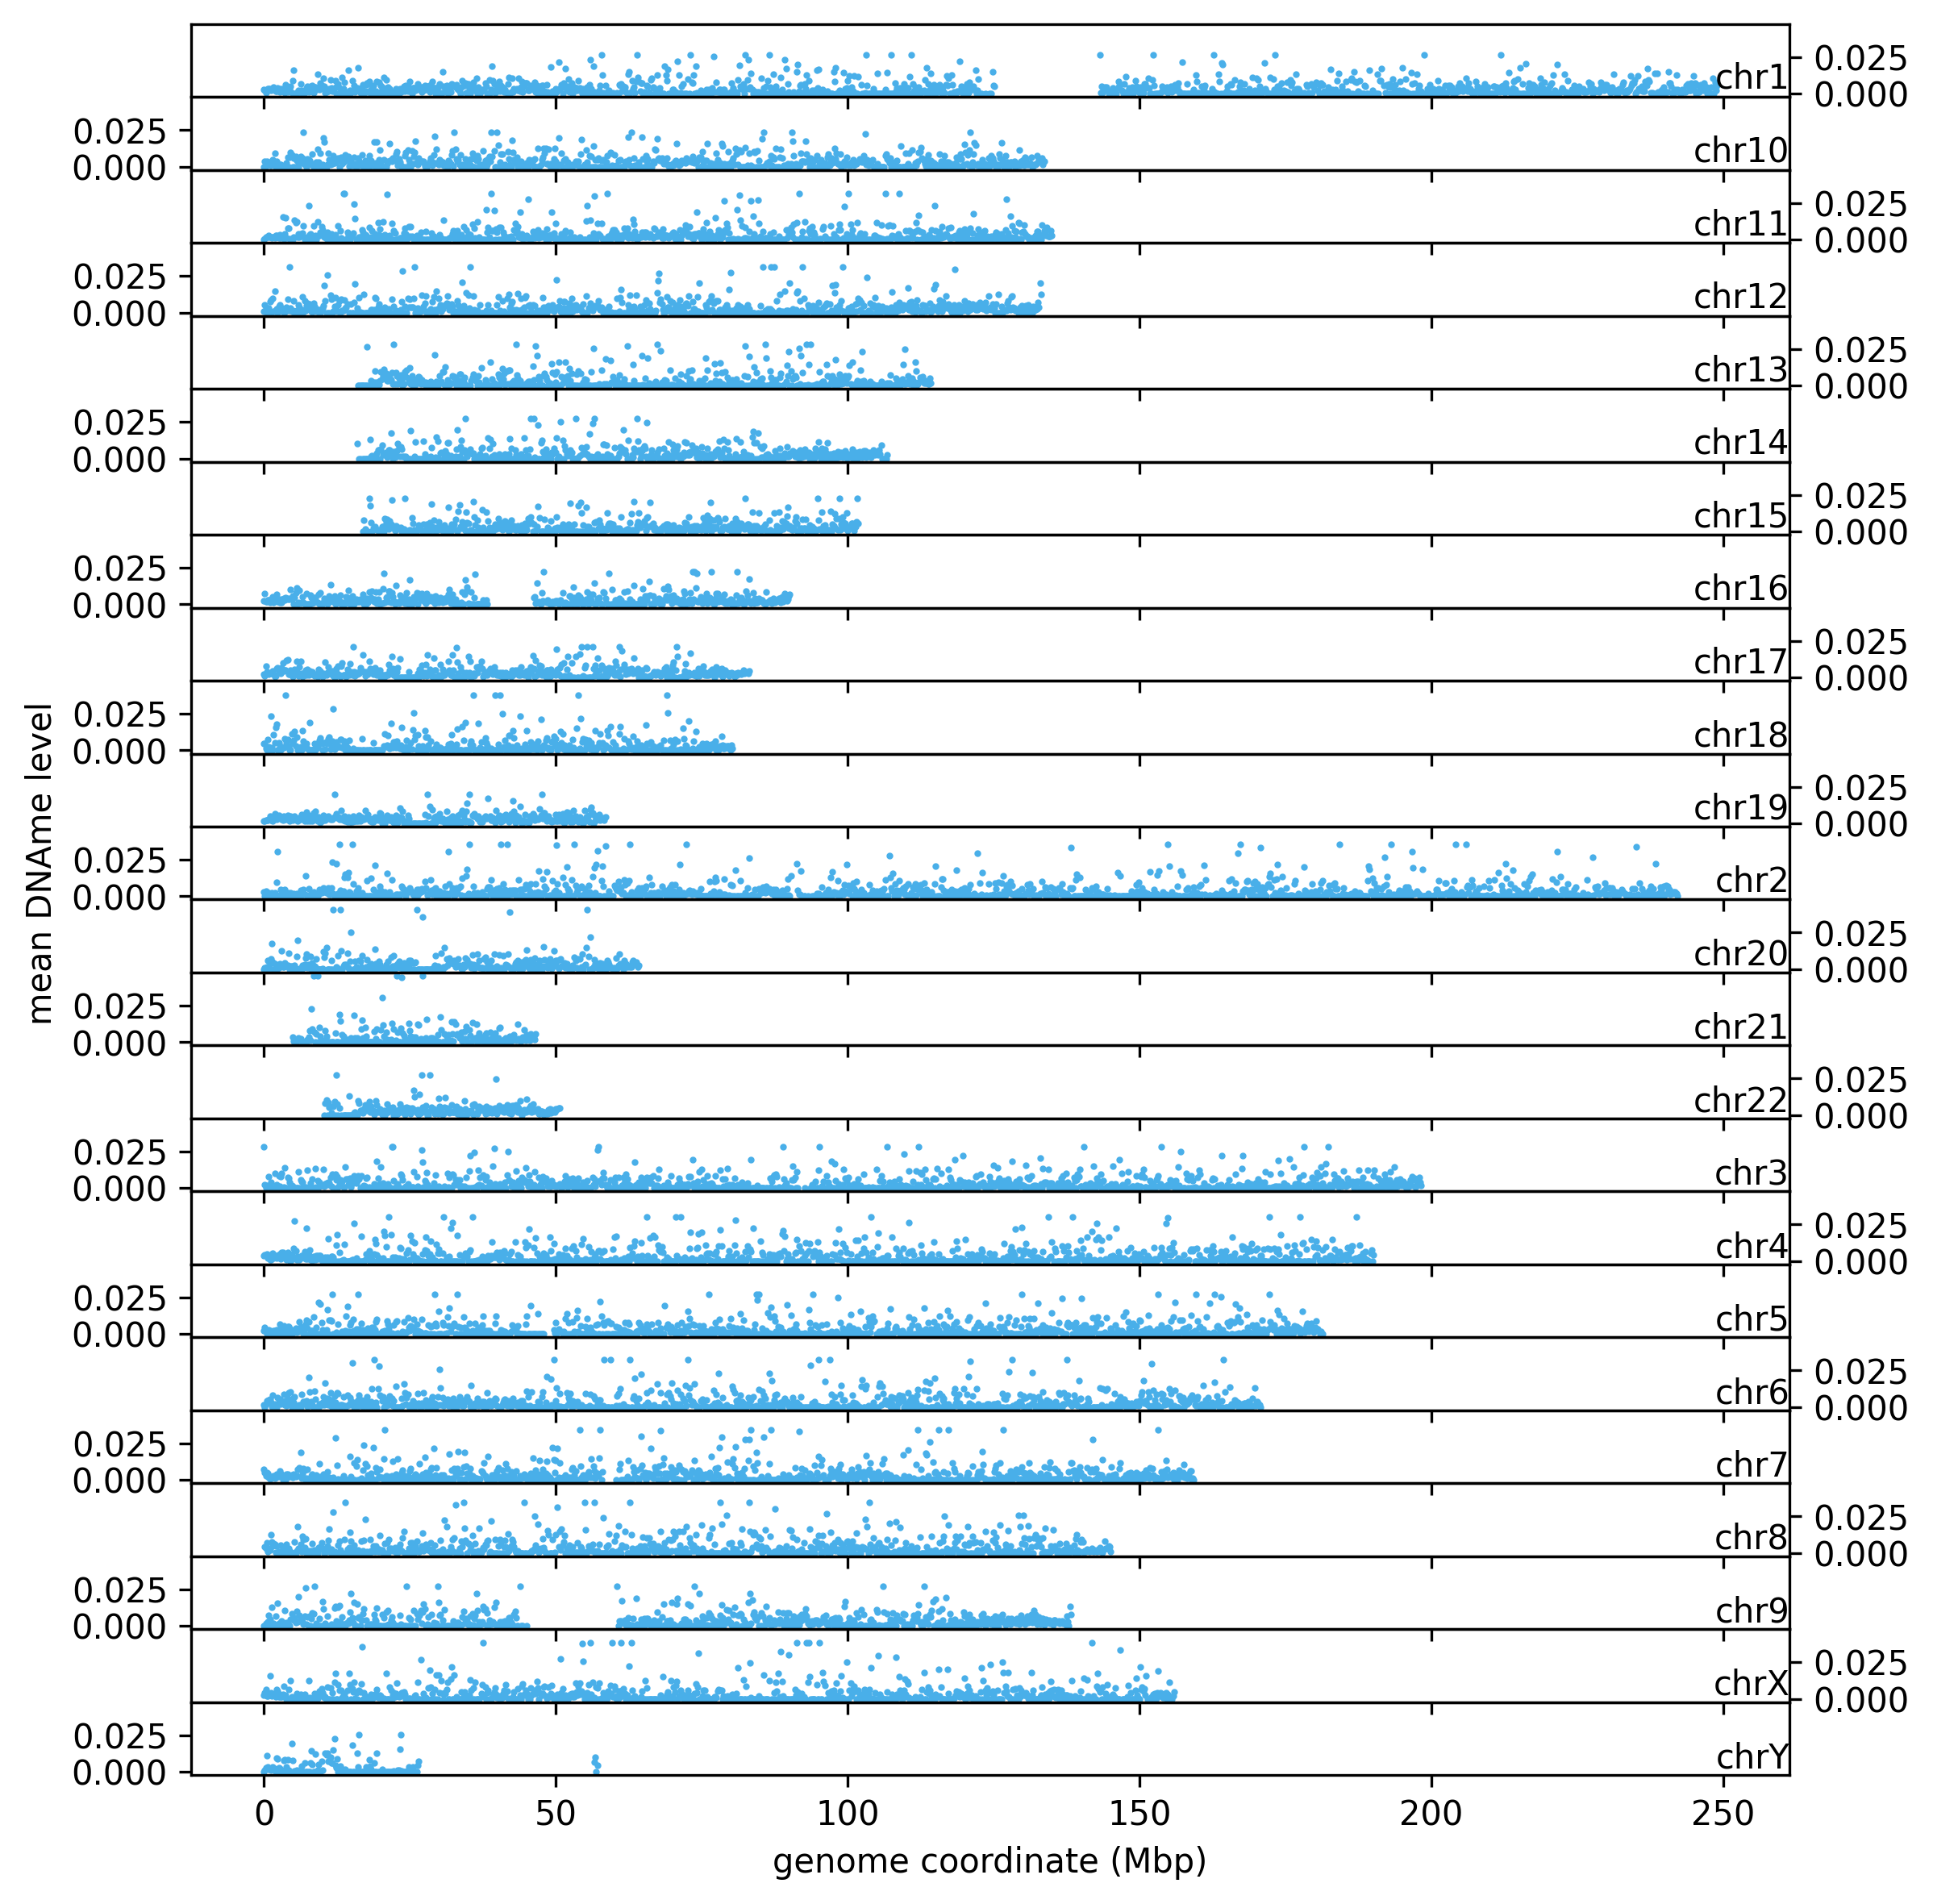 chr1 0.025
0.000
0.025
0.000 chr10
chr11 0.025
0.000
0.025
0.000 chr12
chr13 0.025
0.000
0.025
0.000 chr14
chr15 0.025
0.000
0.025
0.000 chr16
chr17 0.025
0.000
0.025
0.000 chr18
chr19 0.025
0.000
0.025
0.000 chr2
chr20 0.025
0.000
0.025
0.000 chr21
chr22 0.025
0.000
0.025
0.000 chr3
chr4 0.025
0.000
0.025
0.000 chr5
chr6 0.025
0.000
0.025
0.000 chr7
chr8 0.025
0.000
0.025
0.000 chr9
chrX 0.025
0.000
0.025
0.000 chrY
mean DNAme level
0 50 100 150 200 250
genome coordinate (Mbp)